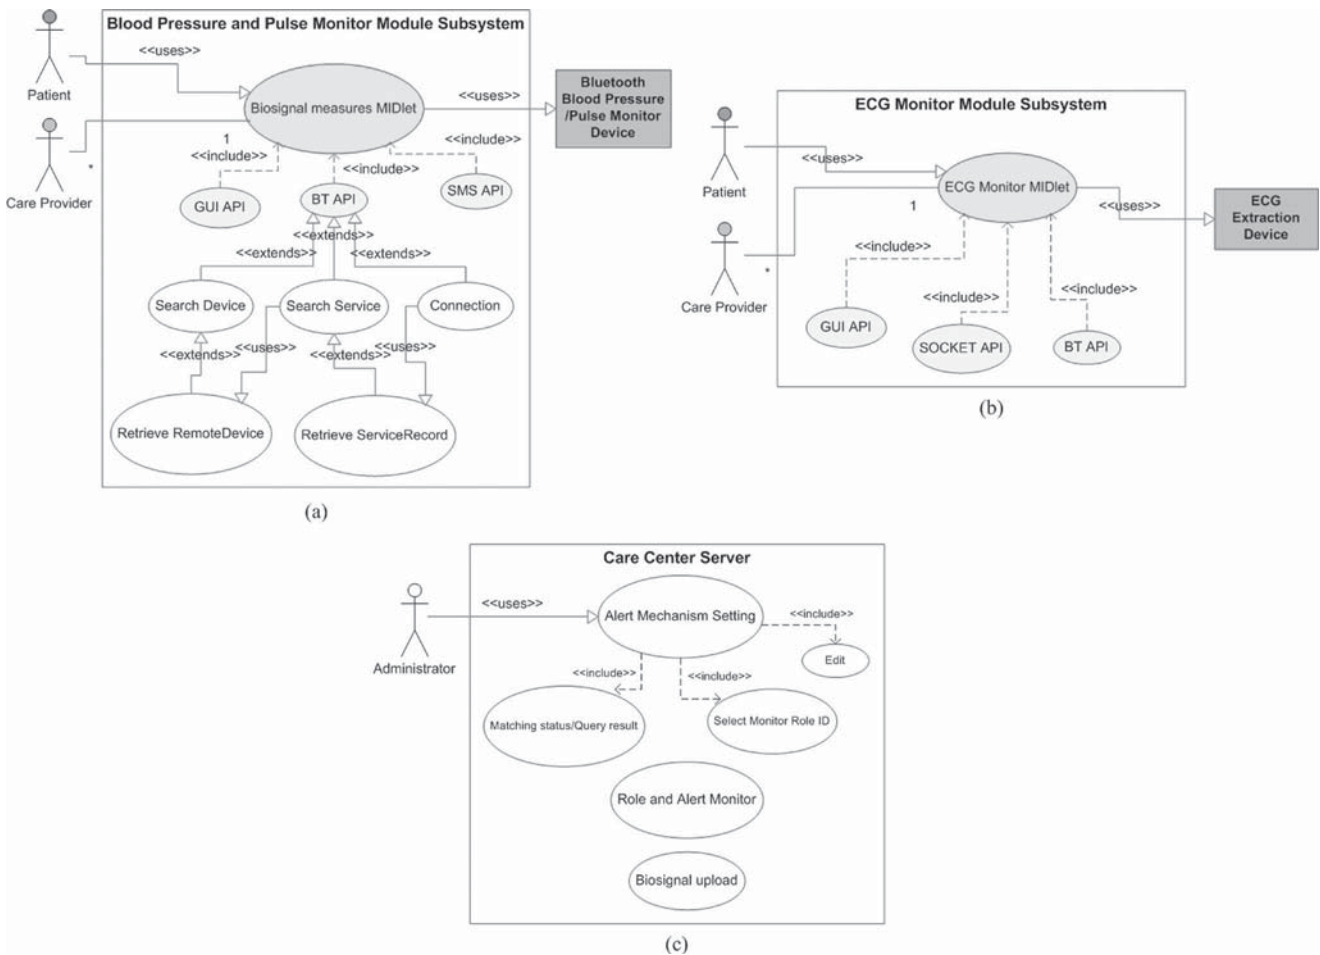 Blood Pressure and Pulse Monitor Module Subsystem
<<uses>>
Patient
Biosignal measures MIDlet
<<uses>>
Bluetooth
Blood Pressure
/Pulse Monitor
Device
Care Provider
*
1
<<include>>
<<include>>
<<include>>
GUI API
BT API
SMS API
<<extends>>
<<extends>>
<<extends>>
Search Device
Search Service
Connection
<<extends>>
<<uses>>
<<extends>>
<<uses>>
Retrieve RemoteDevice
Retrieve ServiceRecord
(a)
ECG Monitor Module Subsystem
<<uses>>
Patient
ECG Monitor MIDlet
<<uses>>
ECG
Extraction
Device
1
Care Provider
*
<<include>>
<<include>>
<<include>>
GUI API
SOCKET API
BT API
(b)
Care Center Server
<<uses>>
Administrator
Alert Mechanism Setting
<<include>>
Edit
<<include>>
<<include>>
Matching status/Query result
Select Monitor Role ID
Role and Alert Monitor
Biosignal upload
(c)